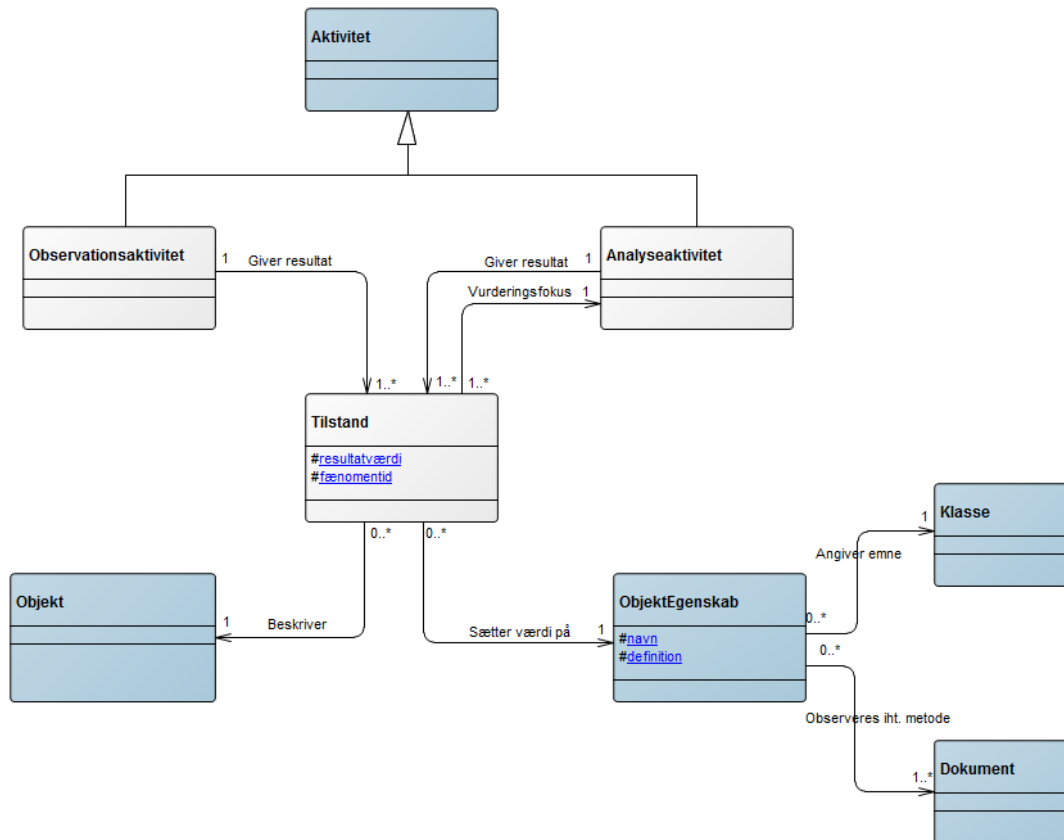 Aktivitet
Observationsaktivitet
Analyseaktivitet
1
Giver resultat
Giver resultat
1
Vurderingsfokus
1
1..*
1..*
1..*
Tilstand
#resultatværdi
#fænomentid
0..*
0..*
Klasse
1
Angiver emne
Objekt
1
Beskriver
Sætter værdi på
1
ObjektEgenskab
#navn
#definition
0..*
0..*
Observeres iht. metode
1..*
Dokument